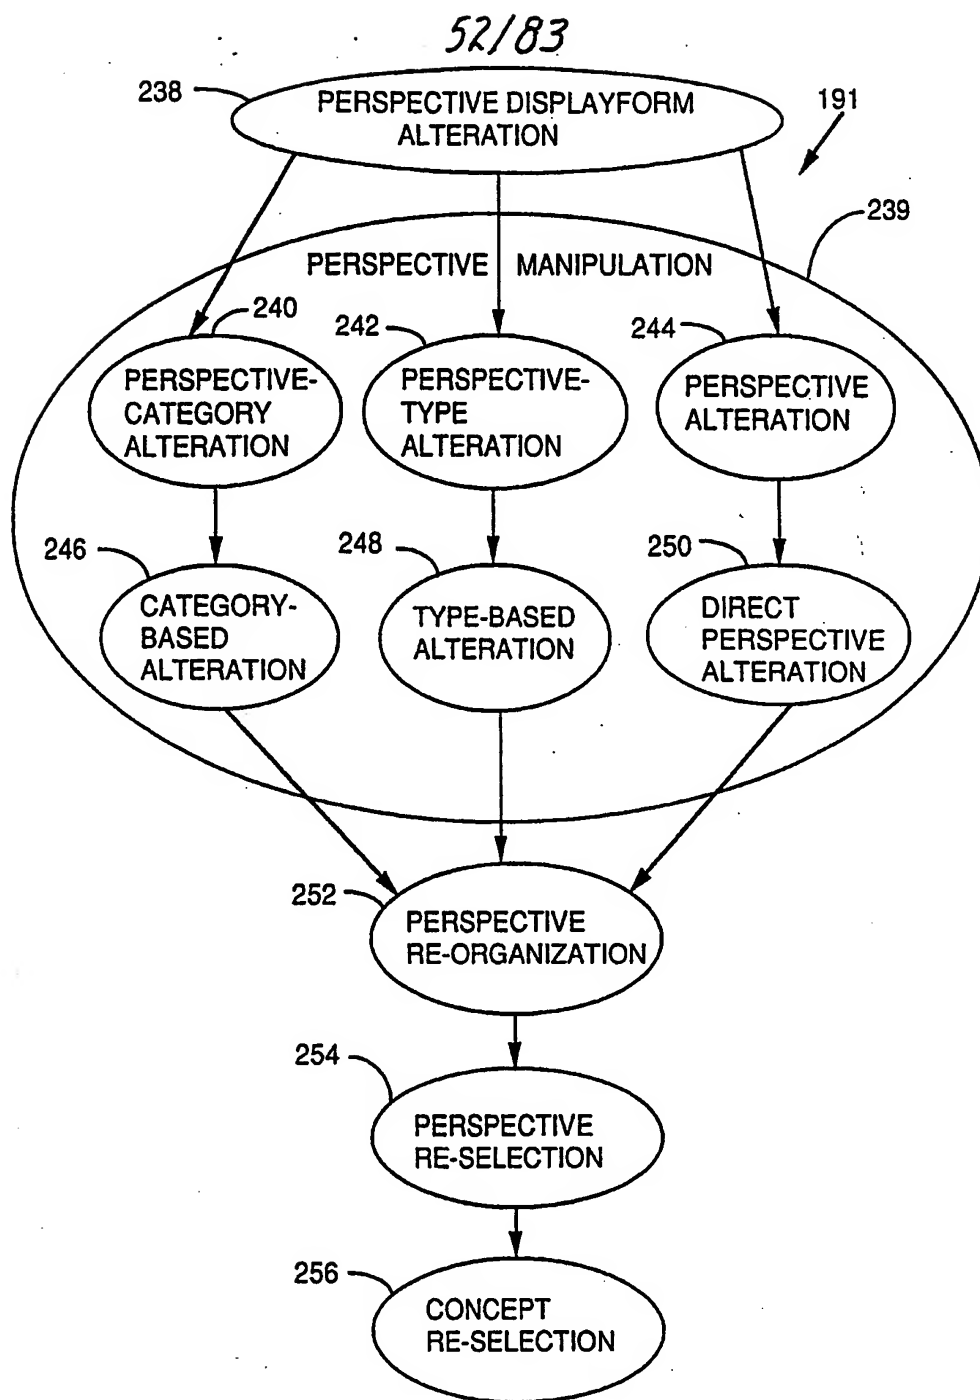 52/83
238
PERSPECTIVE DISPLAYFORM
ALTERATION
191
239
PERSPECTIVE MANIPULATION
240
242
244
PERSPECTIVE-
CATEGORY
ALTERATION
PERSPECTIVE-
TYPE
ALTERATION
PERSPECTIVE
ALTERATION
246
248
250
CATEGORY-
BASED
ALTERATION
TYPE-BASED
ALTERATION
DIRECT
PERSPECTIVE
ALTERATION
252
PERSPECTIVE
RE-ORGANIZATION
254
PERSPECTIVE
RE-SELECTION
256
CONCEPT
RE-SELECTION